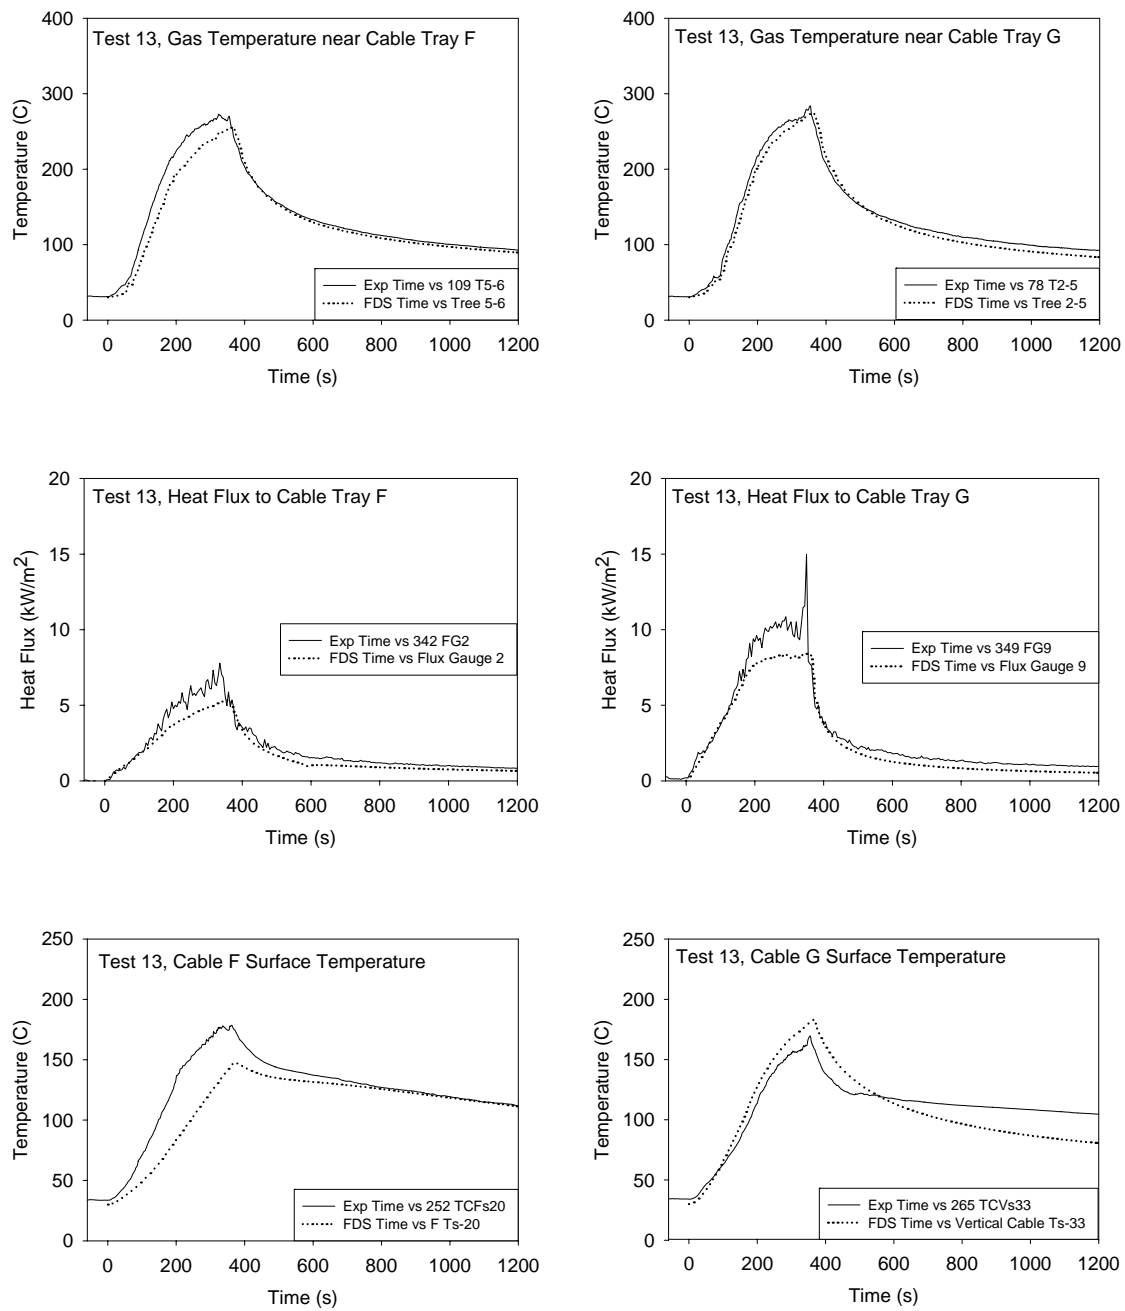 Test 13, Gas Temperature near Cable Tray F
Temperature (C)
400
300
200
100
0
Exp Time vs 109 T5-6
FDS Time vs Tree 5-6
0 200 400 600 800 1000 1200
Time (s)
Test 13, Gas Temperature near Cable Tray G
Temperature (C)
400
300
200
100
0
Exp Time vs 78 T2-5
FDS Time vs Tree 2-5
0 200 400 600 800 1000 1200
Time (s)
Test 13, Heat Flux to Cable Tray F
Heat Flux (kW/m2)
20
15
10
5
0
Exp Time vs 342 FG2
FDS Time vs Flux Gauge 2
0 200 400 600 800 1000 1200
Time (s)
Test 13, Heat Flux to Cable Tray G
Heat Flux (kW/m2)
20
15
10
5
0
Exp Time vs 349 FG9
FDS Time vs Flux Gauge 9
0 200 400 600 800 1000 1200
Time (s)
Test 13, Cable F Surface Temperature
Temperature (C)
250
200
150
100
50
0
Exp Time vs 252 TCFs20
FDS Time vs F Ts-20
0 200 400 600 800 1000 1200
Time (s)
Test 13, Cable G Surface Temperature
Temperature (C)
250
200
150
100
50
0
Exp Time vs 265 TCVs33
FDS Time vs Vertical Cable Ts-33
0 200 400 600 800 1000 1200
Time (s)